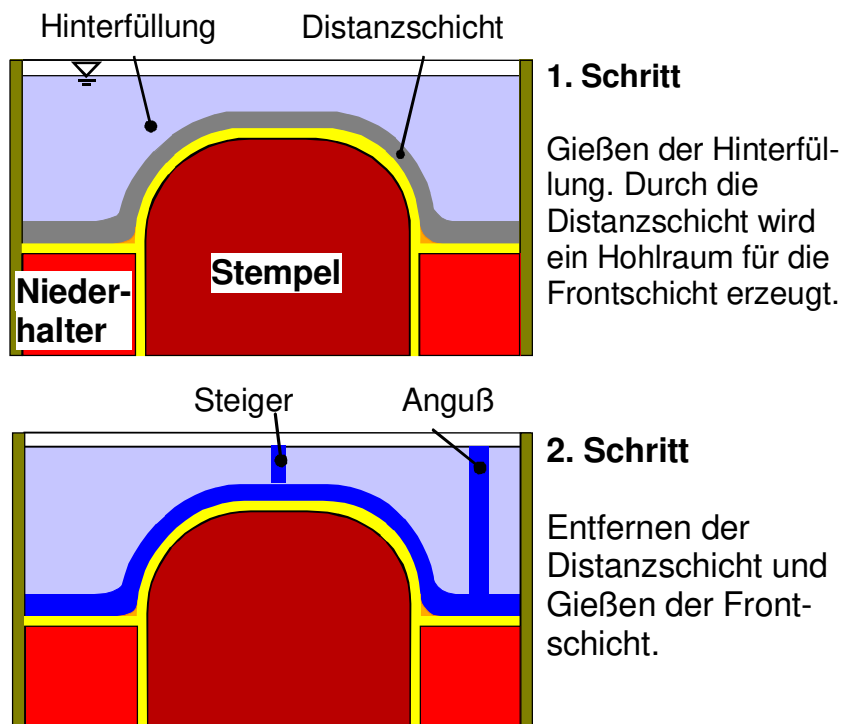 Hinterfüllung
Distanzschicht
1. Schritt
Gießen der Hinterfül-
lung. Durch die
Distanzschicht wird
ein Hohlraum für die
Frontschicht erzeugt.
Stempel
Nieder-
halter
Steiger
Anguß
2. Schritt
Entfernen der
Distanzschicht und
Gießen der Front-
schicht.